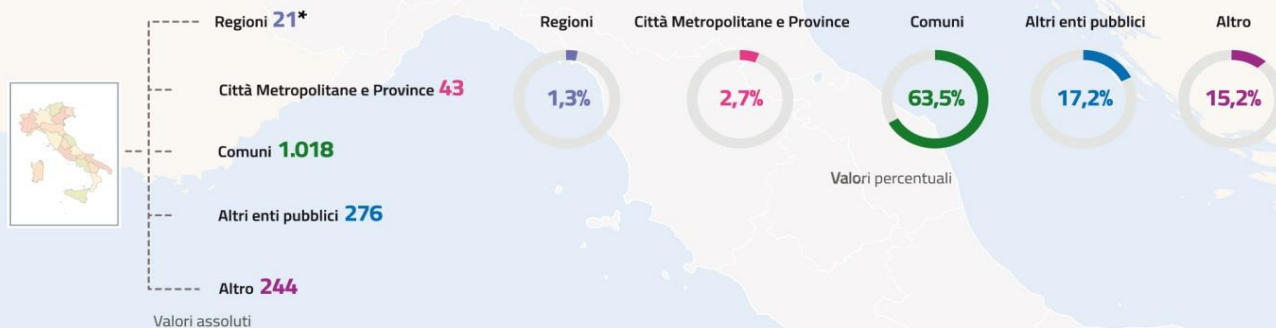 Regioni 21*
Città Metropolitane e Province 43
Comuni 1.018
Altri enti pubblici 276
Altro 244
Valori assoluti
Regioni
1,3%
Città Metropolitane e Province
2,7%
Comuni
63,5%
Altri enti pubblici
17,2%
Altro
15,2%
Valori percentuali